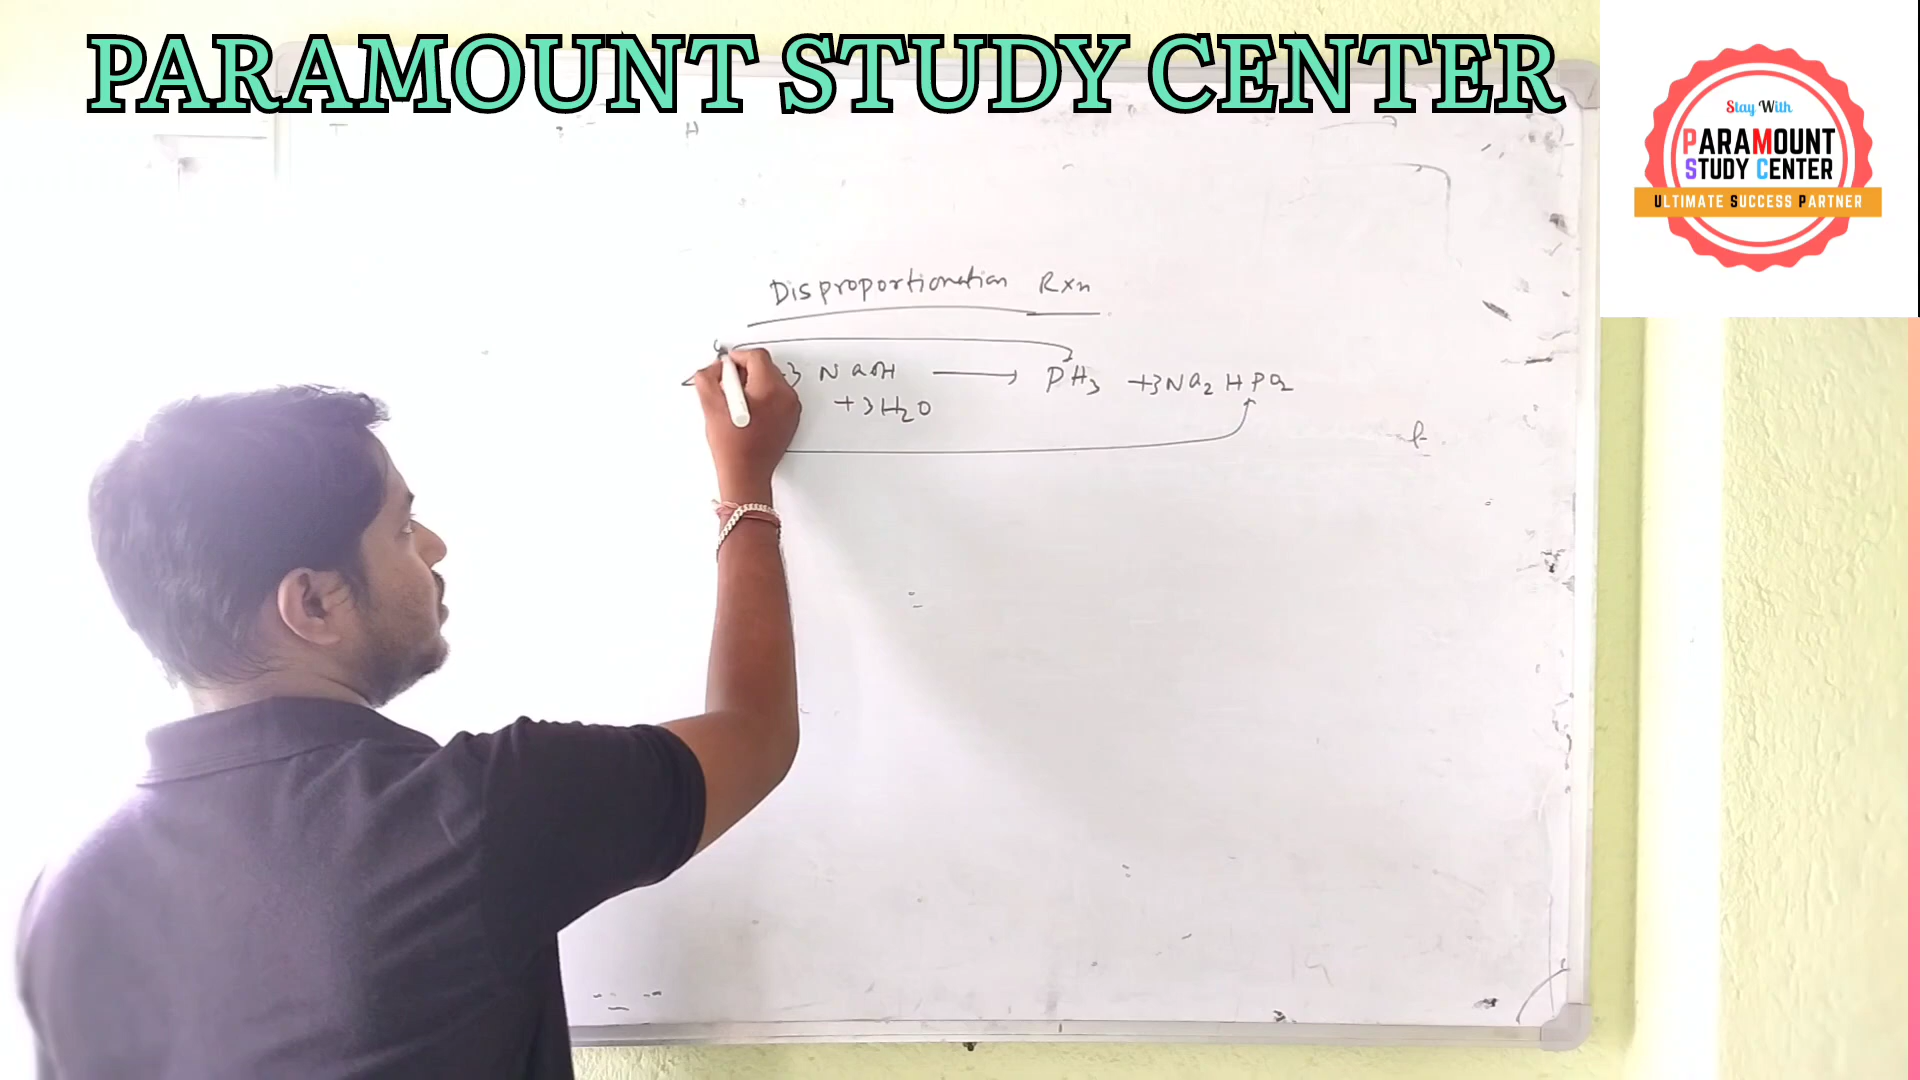 PARAMOUNT STUDY CENTER
Stay With
PARAMOUNT
STUDY CENTER
ULTIMATE SUCCESS PARTNER
Disproportionation Rxn
3 NaOH ⟶ PH3 +3Na2HPO2
+3H2O